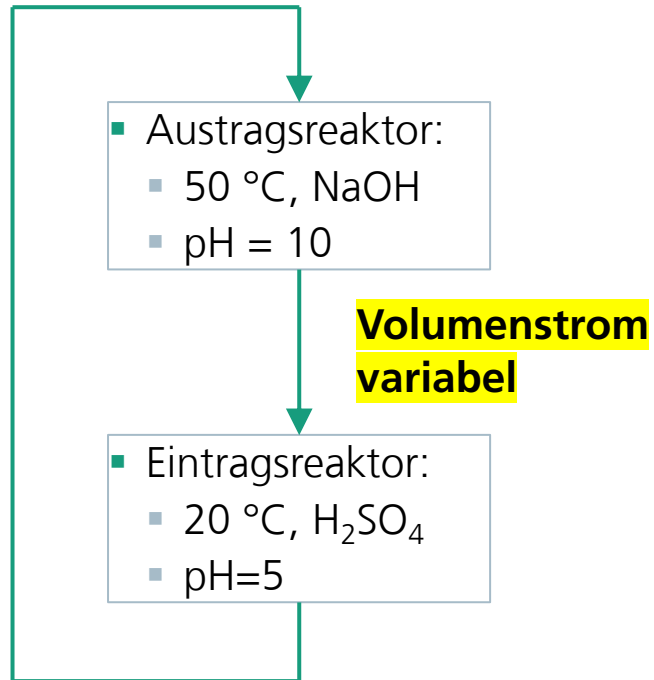 Austragsreaktor:
50 °C, NaOH
pH = 10
Volumenstrom
variabel
Eintragsreaktor:
20 °C, H₂SO₄
pH=5